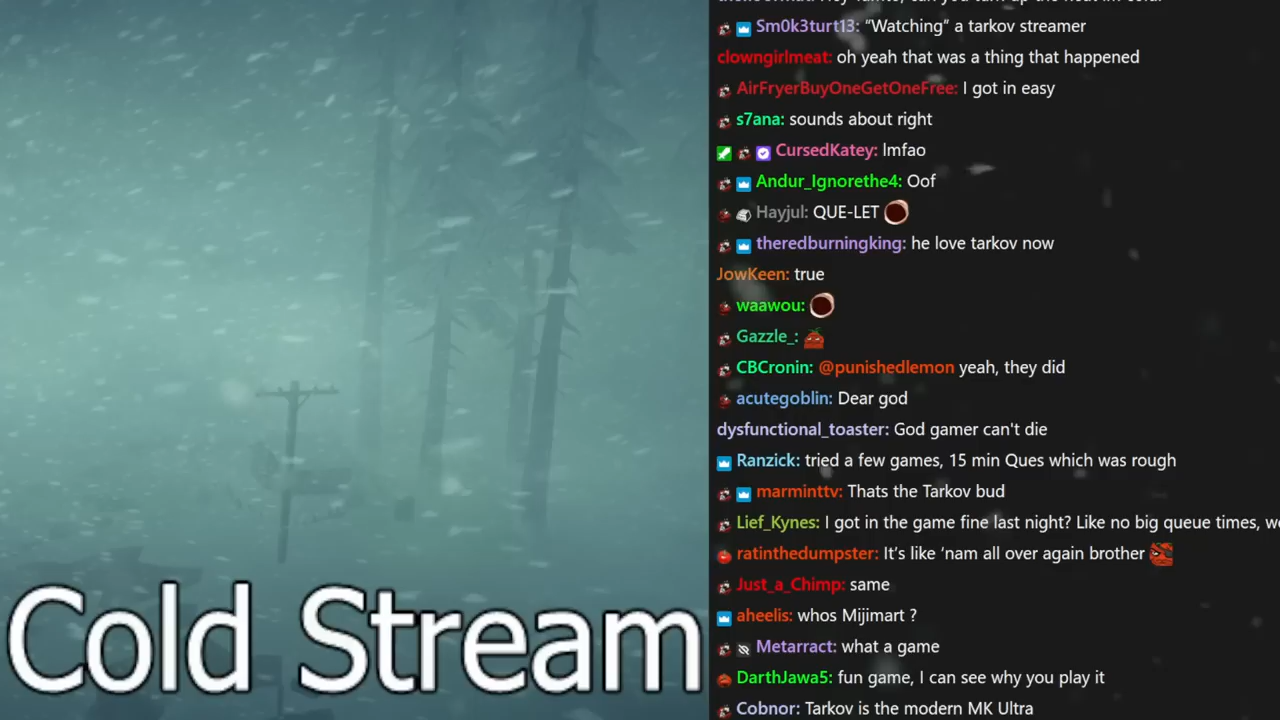 Sm0k3turt13: “Watching“ a tarkov streamer
clowngirlmeat: oh yeah that was a thing that happened
AirFryerBuyOneGetOneFree: I got in easy
s7ana: sounds about right
CursedKatey: lmfao
Andur_Ignorethe4: Oof
Hayjul: QUE-LET
theredburningking: he love tarkov now
JowKeen: true
waawou:
Gazzle_:
CBCronin: @punishedlemon yeah, they did
acutegoblin: Dear god
dysfunctional_toaster: God gamer can't die
Ranzick: tried a few games, 15 min Ques which was rough
marminttv: Thats the Tarkov bud
Lief_Kynes: I got in the game fine last night? Like no big queue times,
ratinthedumpster: It’s like ‘nam all over again brother
Just_a_Chimp: same
aheelis: whos Mijimart ?
Metarract: what a game
DarthJawa5: fun game, I can see why you play it
Cobnor: Tarkov is the modern MK Ultra
Cold Stream